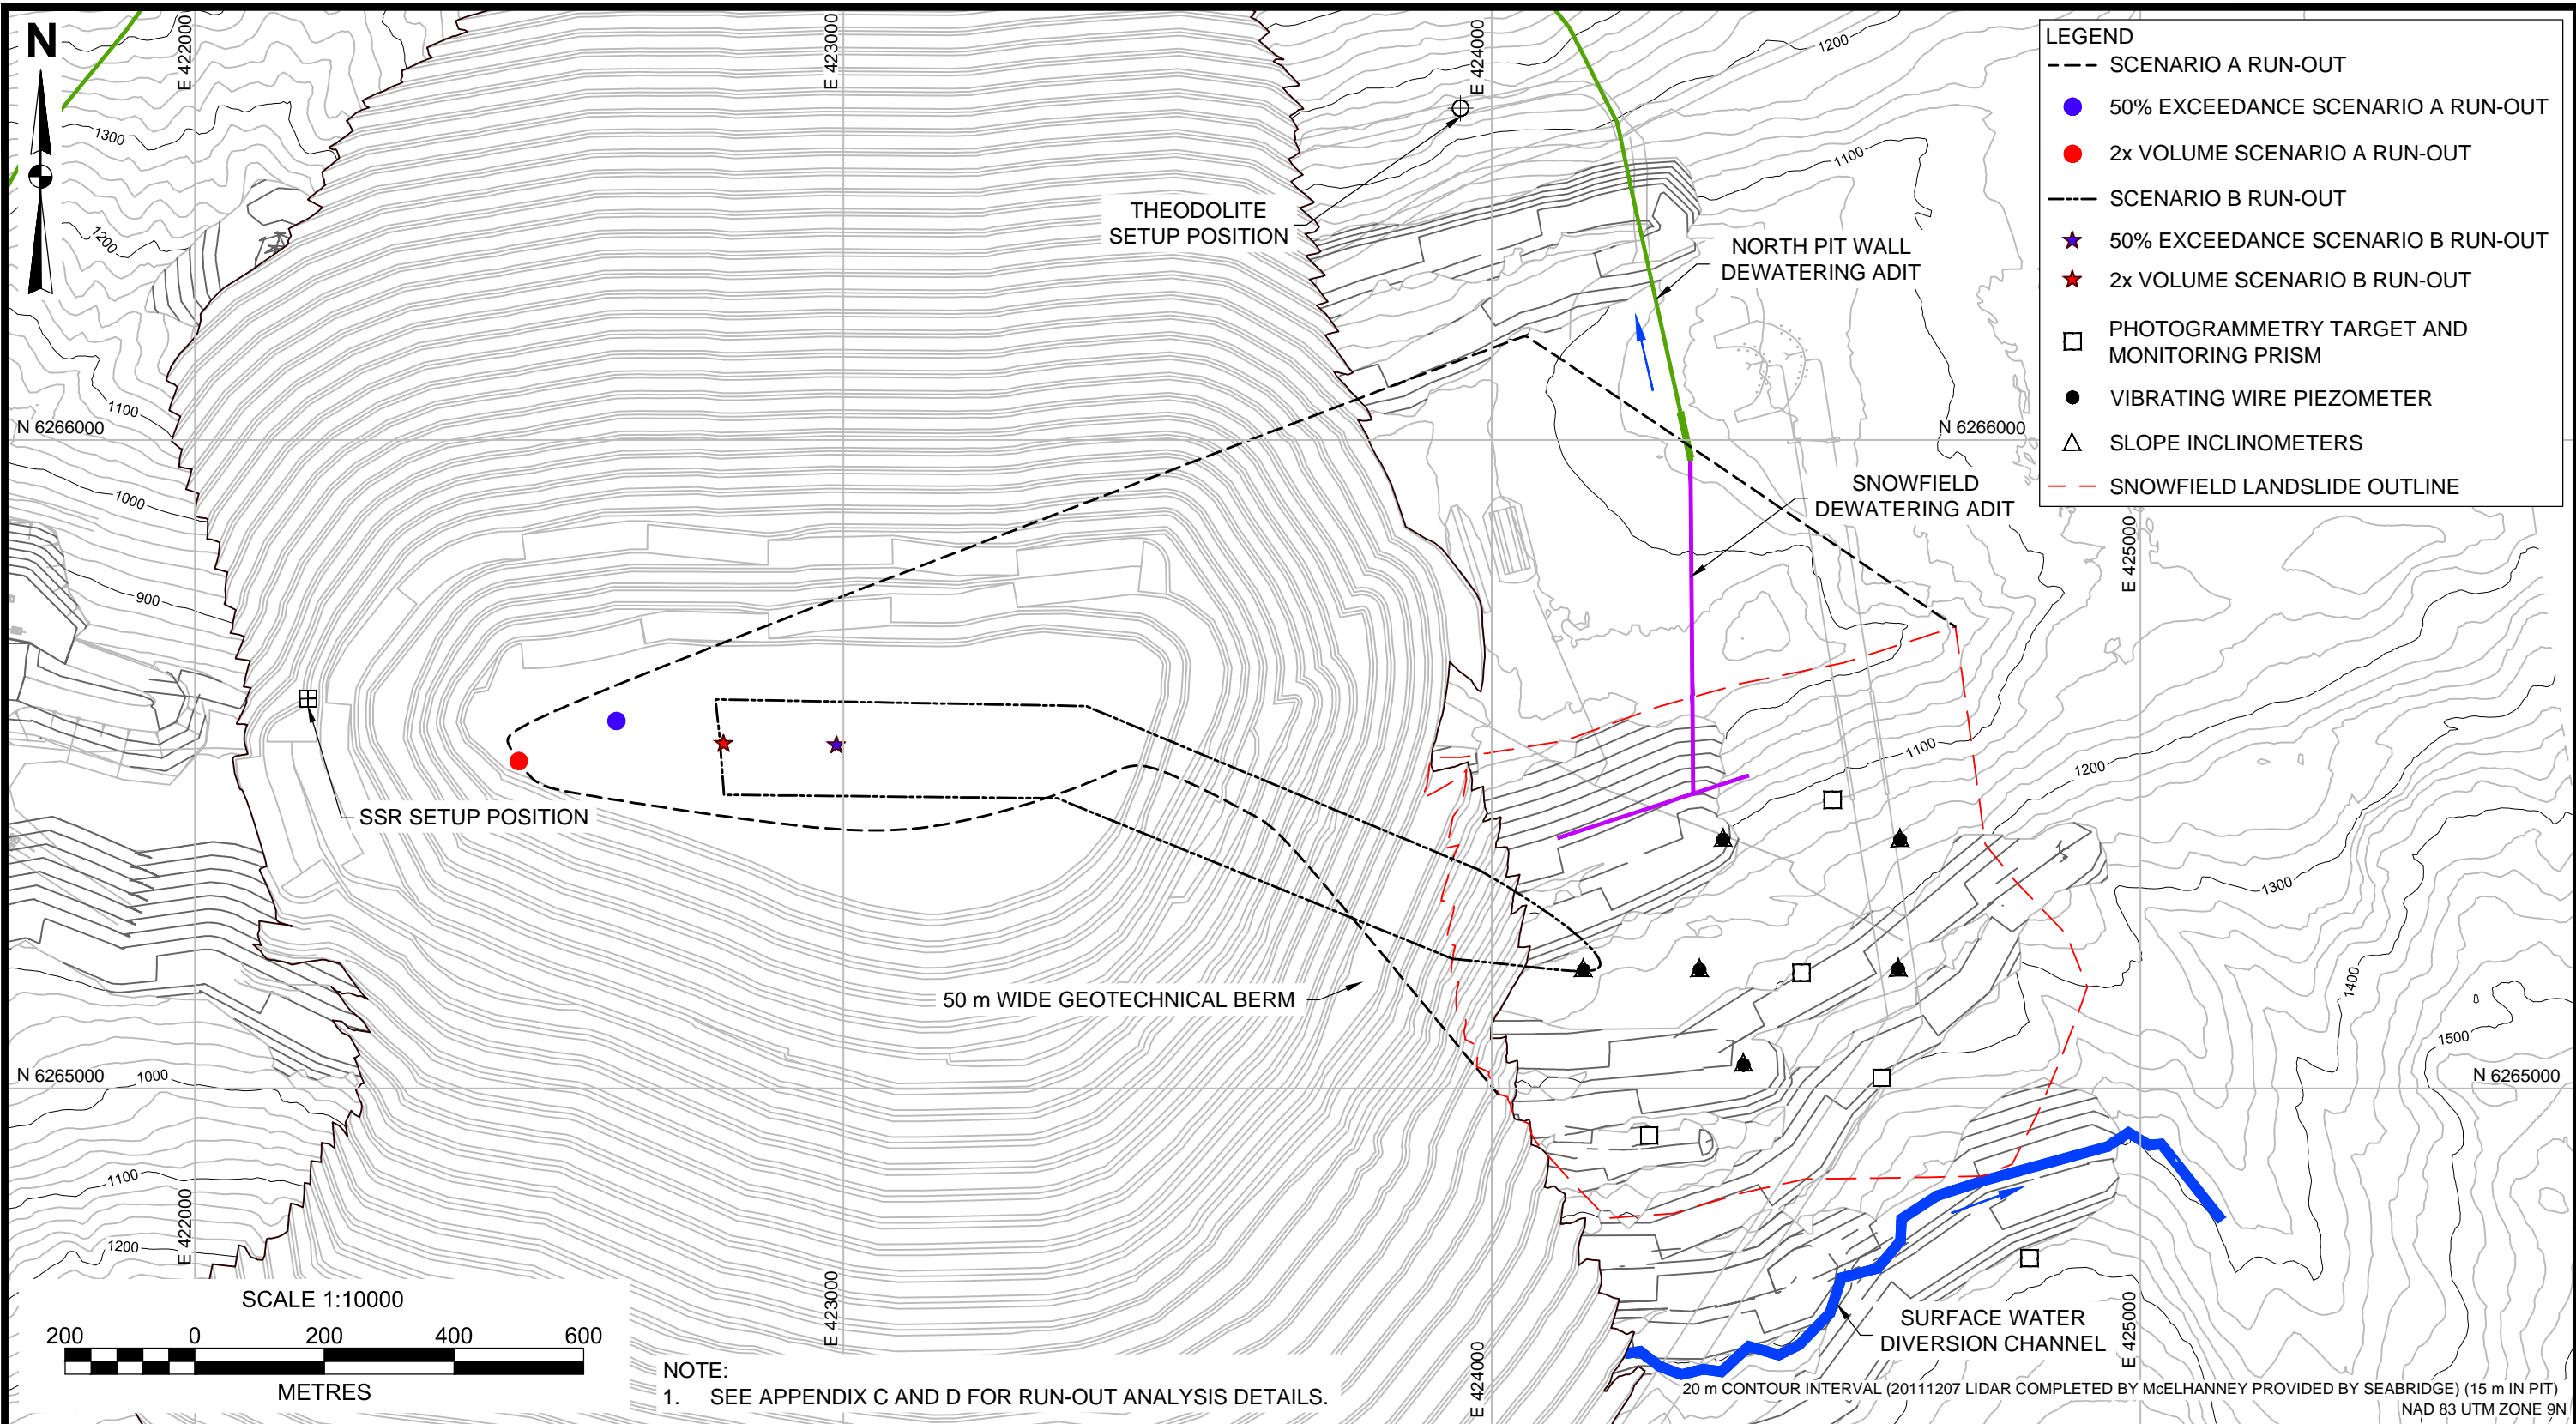 N
E 422000
E 423000
E 424000
1200
1300
1200
1100
1100
1000
900
LEGEND
SCENARIO A RUN-OUT
50% EXCEEDANCE SCENARIO A RUN-OUT
2x VOLUME SCENARIO A RUN-OUT
SCENARIO B RUN-OUT
50% EXCEEDANCE SCENARIO B RUN-OUT
2x VOLUME SCENARIO B RUN-OUT
PHOTOGRAMMETRY TARGET AND
MONITORING PRISM
VIBRATING WIRE PIEZOMETER
SLOPE INCLINOMETERS
SNOWFIELD LANDSLIDE OUTLINE
THEODOLITE
SETUP POSITION
NORTH PIT WALL
DEWATERING ADIT
N 6266000
N 6266000
SNOWFIELD
DEWATERING ADIT
E 425000
SSR SETUP POSITION
1100
1200
1300
1400
1500
50 m WIDE GEOTECHNICAL BERM
N 6265000
1000
N 6265000
1100
1200
E 422000
E 423000
E 424000
E 425000
SURFACE WATER
DIVERSION CHANNEL
SCALE 1:10000
200 0 200 400 600
METRES
NOTE:
1. SEE APPENDIX C AND D FOR RUN-OUT ANALYSIS DETAILS.
20 m CONTOUR INTERVAL (20111207 LIDAR COMPLETED BY McELHANNEY PROVIDED BY SEABRIDGE) (15 m IN PIT)
NAD 83 UTM ZONE 9N